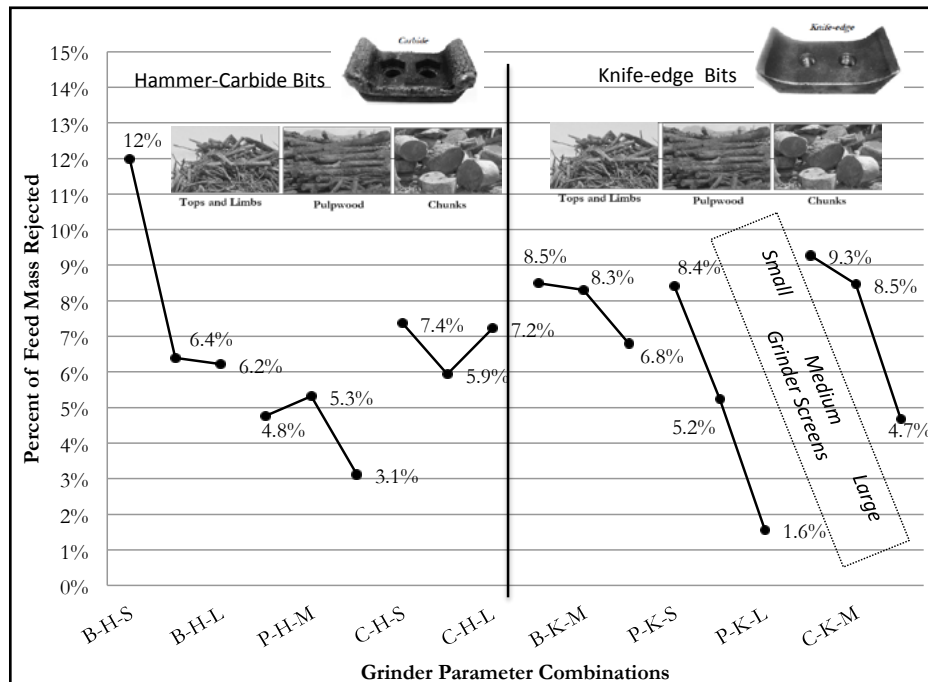 15%
14%
13%
12%
11%
10%
9%
8%
7%
6%
5%
4%
3%
2%
1%
0%
Percent of Feed Mass Rejected
Hammer-Carbide Bits
Carbide
Knife-edge Bits
Knife-edge
Tops and Limbs
Pulpwood
Chunks
Tops and Limbs
Pulpwood
Chunks
12%
6.4%
6.2%
4.8%
5.3%
3.1%
7.4%
5.9%
7.2%
8.5%
8.3%
6.8%
8.4%
5.2%
1.6%
9.3%
8.5%
4.7%
Small Medium Large
Grinder Screens
B-H-S
B-H-L
P-H-M
C-H-S
C-H-L
B-K-M
P-K-S
P-K-L
C-K-M
Grinder Parameter Combinations